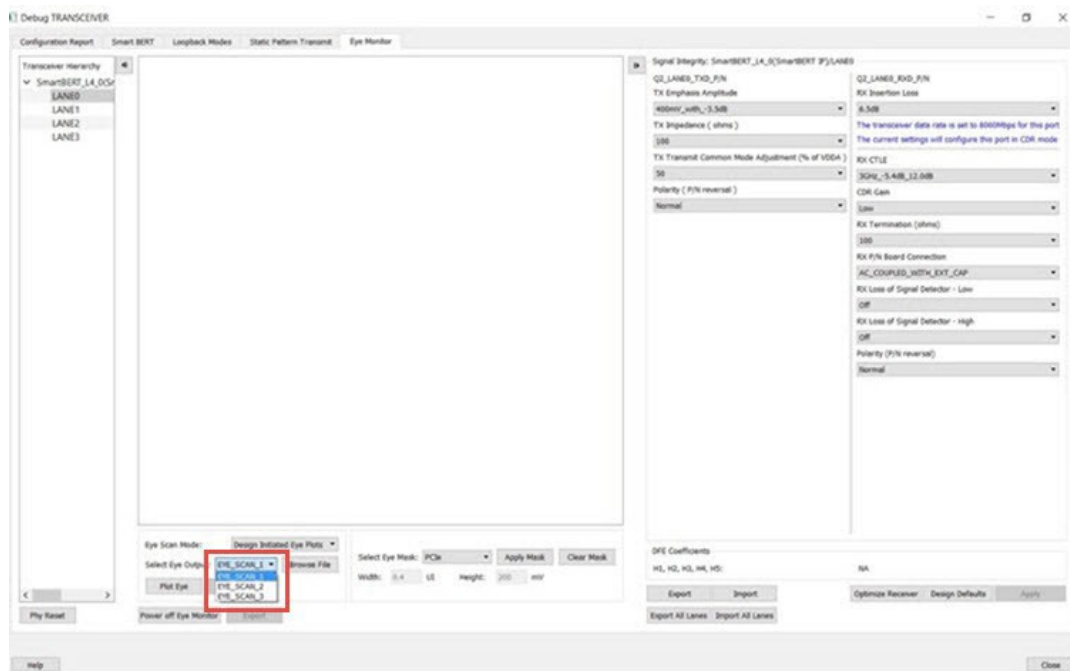 Debug TRANSCEIVER
Configuration Report Smart BERT Loopback Modes Static Pattern Transmit Eye Monitor
Transceiver Hierarchy
SmartBERT_L4_0(Sr
LANE0
LANE1
LANE2
LANE3
Signal Integrity: SmartBERT_L4_0(SmartBERT IP)/LANE0
Q2_LANE0_TXD_P/N
TX Emphasis Amplitude
400mV_with_-3.5dB
TX Impedance ( ohms )
100
TX Transmit Common Mode Adjustment (% of VDDA )
50
Polarity ( P/N reversal )
Normal
Q2_LANE0_RXD_P/N
RX Insertion Loss
6.5dB
The transceiver data rate is set to 8060Mbps for this port
The current settings will configure this port in CDR mode
RX CTLE
3GHz_-5.4dB_12.0dB
CDR Gain
Low
RX Termination (ohms)
100
RX P/N Board Connection
AC_COUPLED_WITH_EXT_CAP
RX Loss of Signal Detector - Low
Off
RX Loss of Signal Detector - High
Off
Polarity (P/N reversal)
Normal
Eye Scan Mode: Design Initiated Eye Plots
Select Eye Outpu EYE_SCAN_1 Browse File
EYE_SCAN_1
EYE_SCAN_2
EYE_SCAN_3
Plot Eye
Power off Eye Monitor Export
Select Eye Mask: PCIe Apply Mask Clear Mask
Width: 0.4 UI Height: 200 mV
DFE Coefficients
H1, H2, H3, H4, H5: NA
Export Import Optimize Receiver Design Defaults Apply
Export All Lanes Import All Lanes
Phy Reset
Help Close